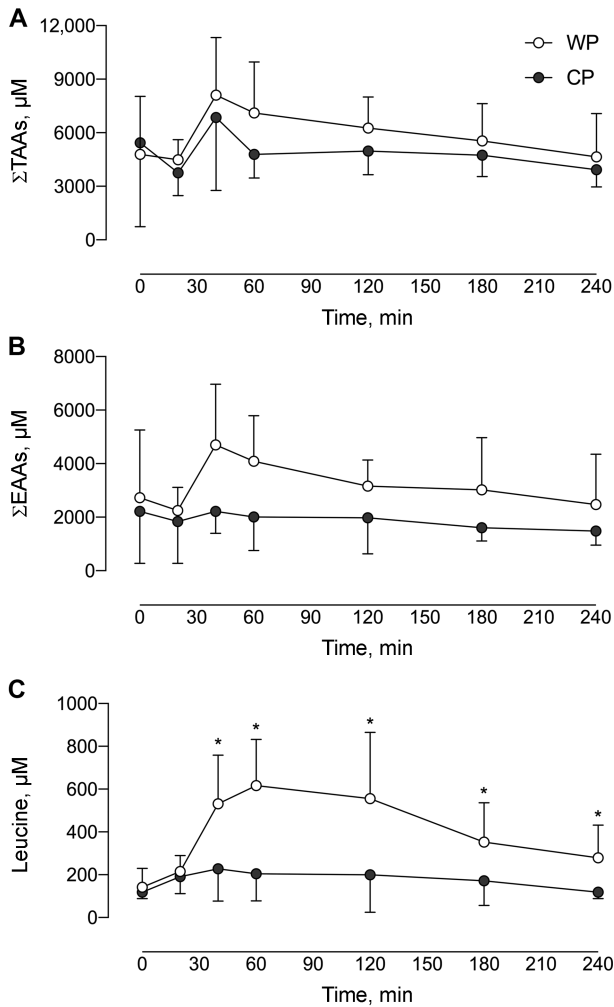 A
12,000
9000
6000
3000
0
ΣTAAs, µM
WP
CP
0 30 60 90 120 150 180 210 240
Time, min
B
8000
6000
4000
2000
0
ΣEAAs, µM
0 30 60 90 120 150 180 210 240
Time, min
C
1000
800
600
400
200
0
Leucine, µM
* * * * *
0 30 60 90 120 150 180 210 240
Time, min